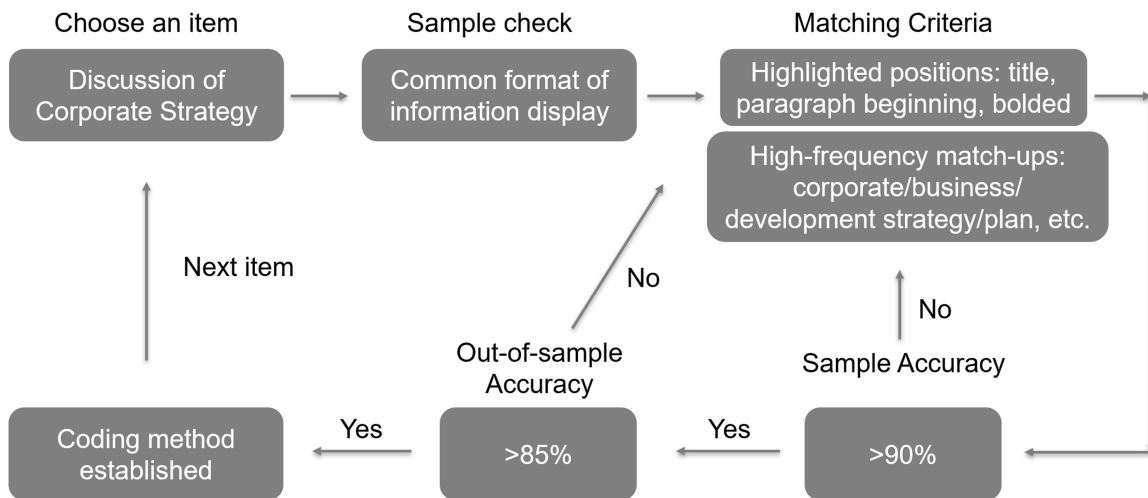 Choose an item
Sample check
Matching Criteria
Discussion of
Corporate Strategy
Common format of
information display
Highlighted positions: title,
paragraph beginning, bolded
High-frequency match-ups:
corporate/business/
development strategy/plan, etc.
Next item
No
No
Out-of-sample
Accuracy
Sample Accuracy
Coding method
established
Yes
>85%
Yes
>90%